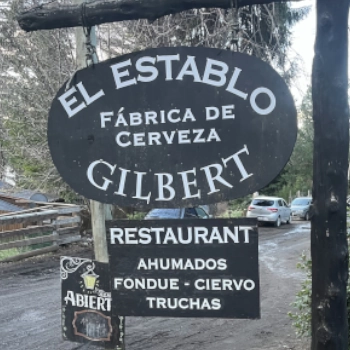 EL ESTABLO
FÁBRICA DE
CERVEZA
GILBERT
RESTAURANT
AHUMADOS
FONDUE - CIERVO
TRUCHAS
ABIERT